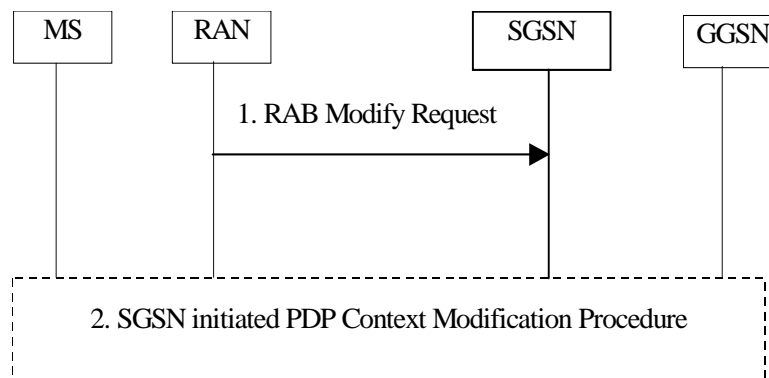 MS RAN SGSN GGSN
1. RAB Modify Request
2. SGSN initiated PDP Context Modification Procedure